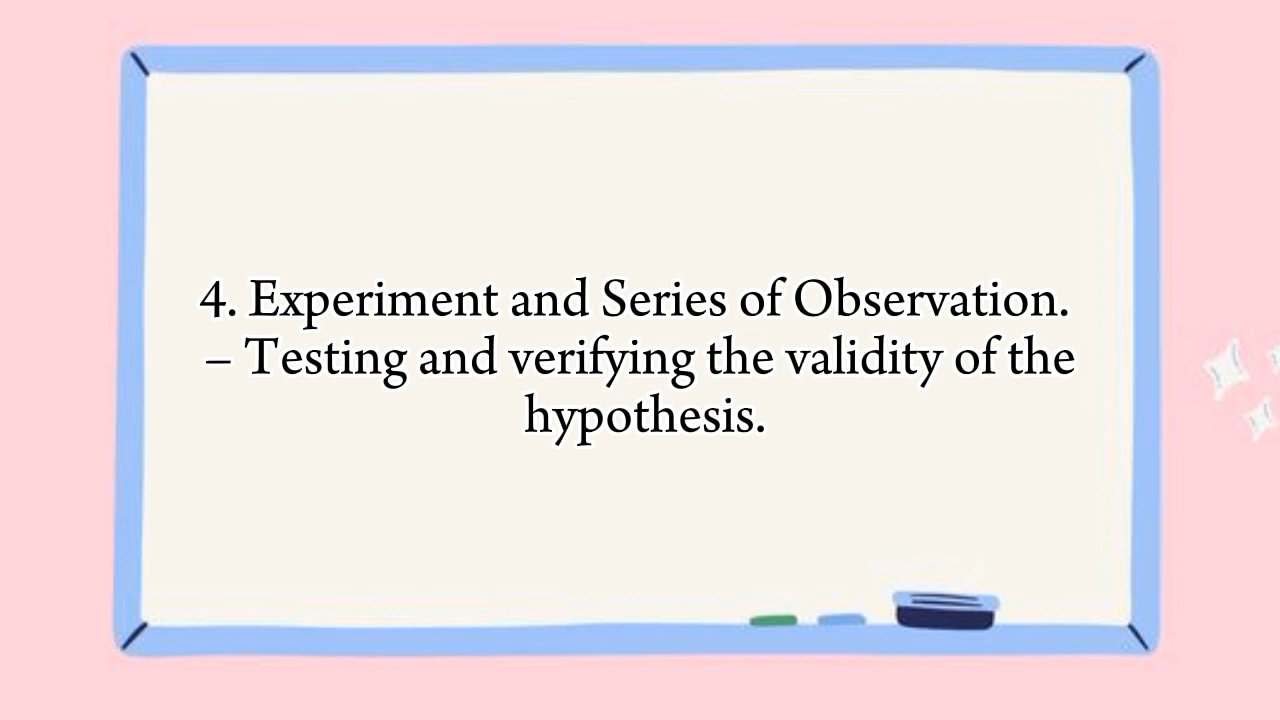 4. Experiment and Series of Observation.
– Testing and verifying the validity of the
hypothesis.